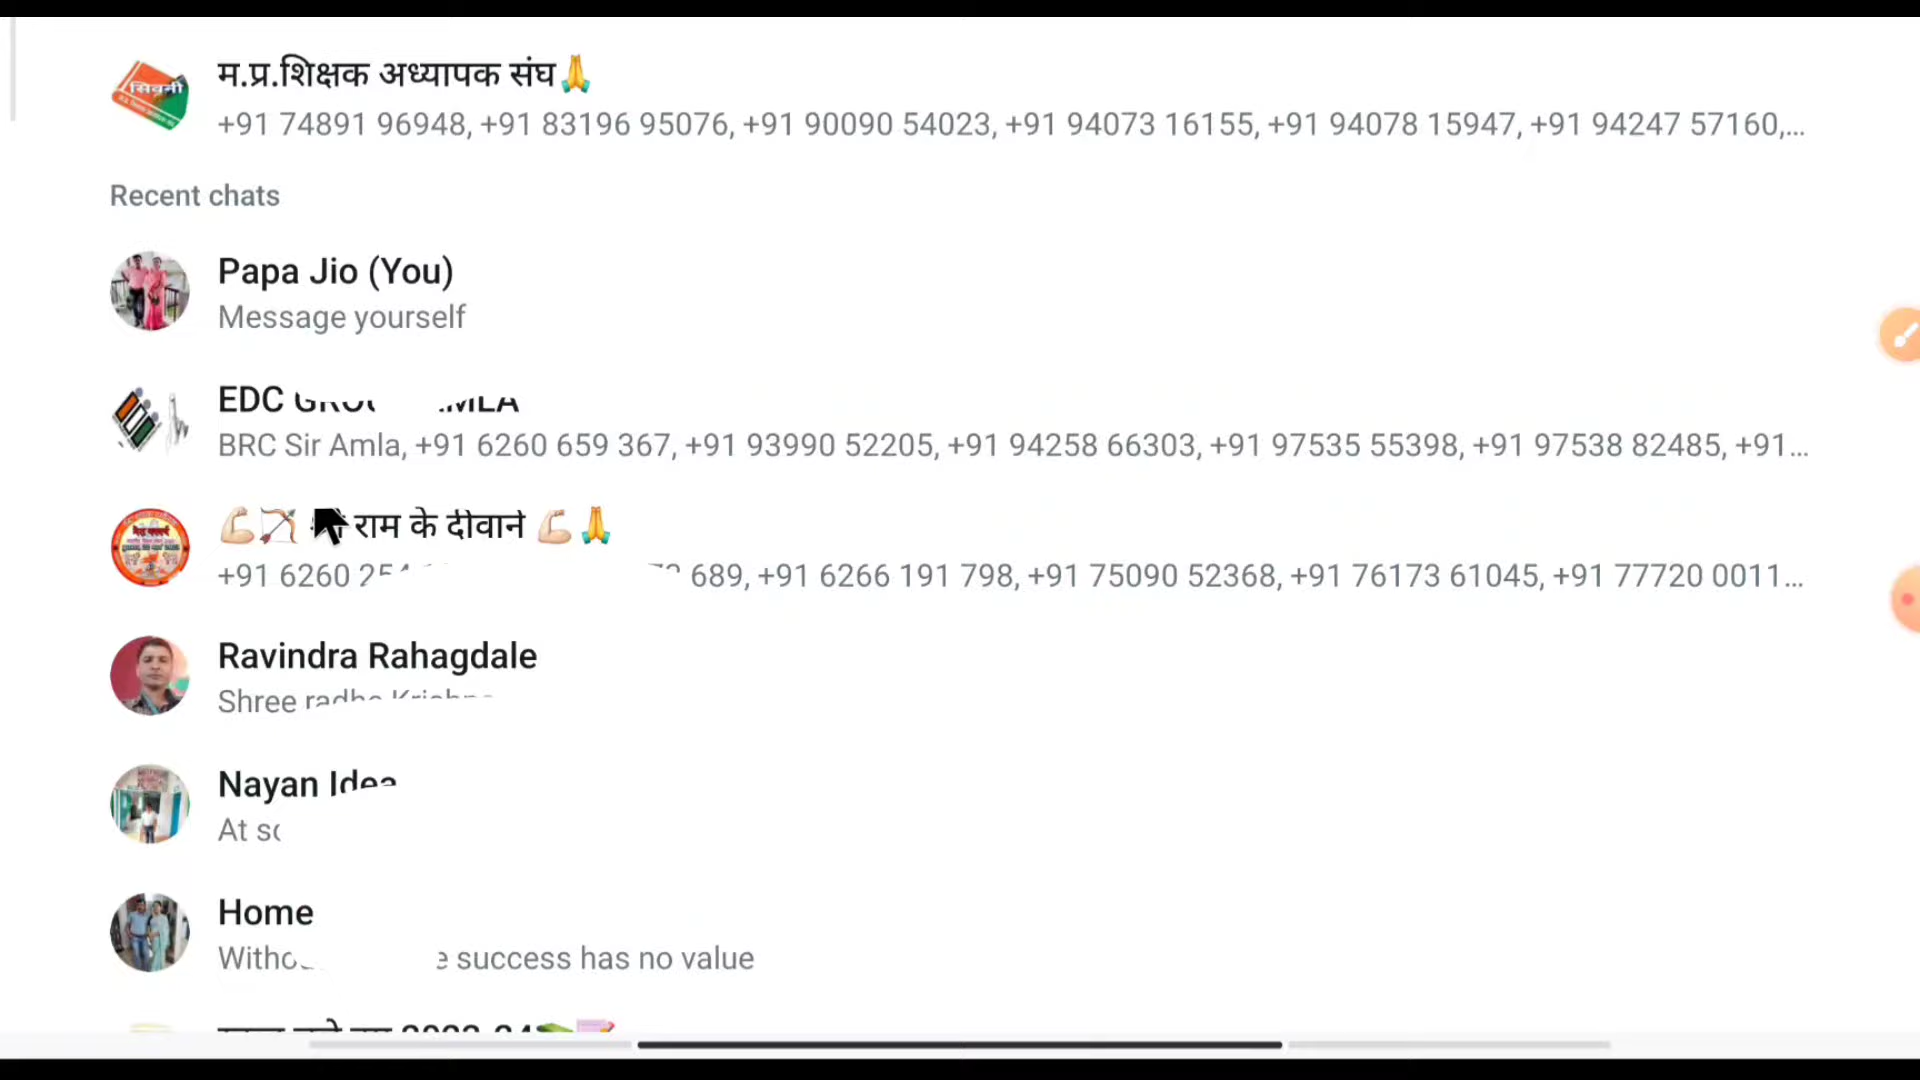 म.प्र.शिक्षक अध्यापक संघ🙏
+91 74891 96948, +91 83196 95076, +91 90090 54023, +91 94073 16155, +91 94078 15947, +91 94247 57160,...
Recent chats
Papa Jio (You)
Message yourself
EDC
BRC Sir Amla, +91 6260 659 367, +91 93990 52205, +91 94258 66303, +91 97535 55398, +91 97538 82485, +91...
💪🏹 राम के दीवाने 💪🙏
+91 6260 689, +91 6266 191 798, +91 75090 52368, +91 76173 61045, +91 77720 0011...
Ravindra Rahagdale
Shree
Nayan Idea
At
Home
success has no value